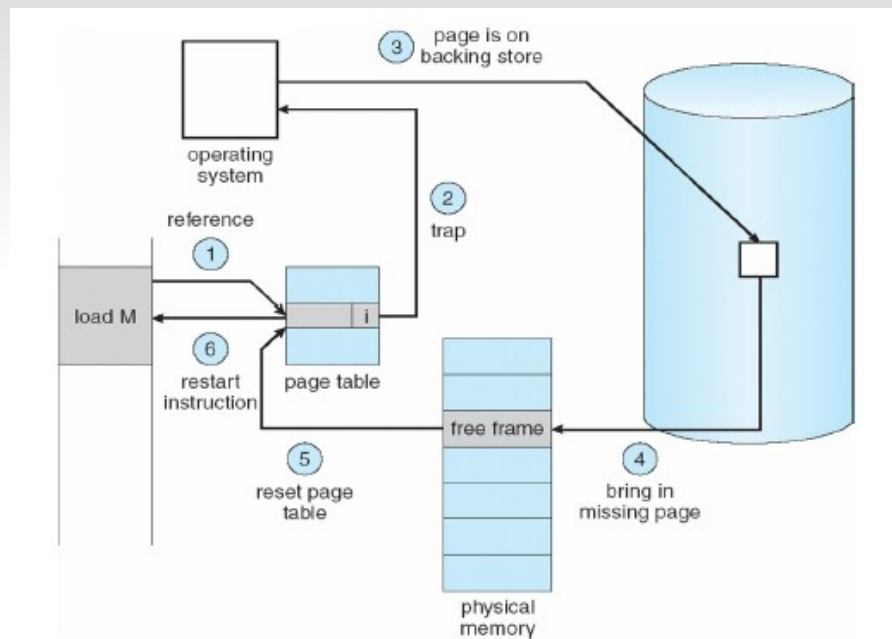 3
page is on
backing store
operating
system
2
trap
reference
1
load M
i
6
restart
instruction
page table
free frame
5
reset page
table
4
bring in
missing page
physical
memory